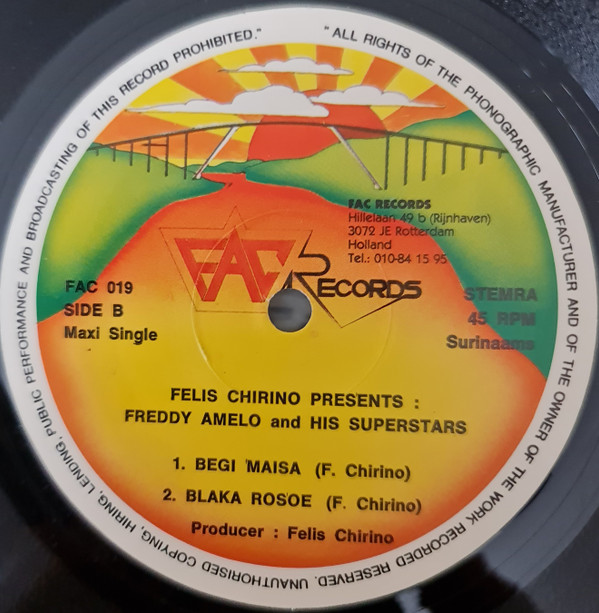 "ALL RIGHTS OF THE PHONOGRAPHIC MANUFACTURER AND OF THE OWNER OF THE WORK RECORDED RESERVED. UNAUTHORISED COPYING, HIRING, LENDING, PUBLIC PERFORMANCE AND BROADCASTING OF THIS RECORD PROHIBITED."
FAC RECORDS
Hillelaan 49 b (Rijnhaven)
3072 JE Rotterdam
Holland
Tel.: 010-84 15 95
FAC RECORDS
FAC 019
SIDE B
Maxi Single
STEMRA
45 RPM
Surinaams
FELIS CHIRINO PRESENTS :
FREDDY AMELO and HIS SUPERSTARS
1. BEGI MAISA (F. Chirino)
2. BLAKA ROSOE (F. Chirino)
Producer : Felis Chirino